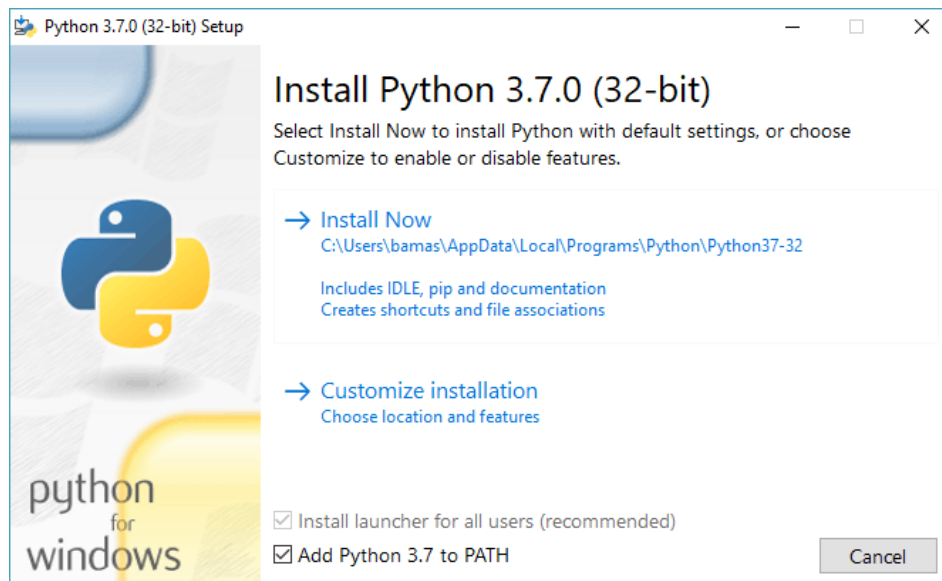 Python 3.7.0 (32-bit) Setup
Install Python 3.7.0 (32-bit)
Select Install Now to install Python with default settings, or choose
Customize to enable or disable features.
Install Now
C:\Users\bamas\AppData\Local\Programs\Python\Python37-32
Includes IDLE, pip and documentation
Creates shortcuts and file associations
Customize installation
Choose location and features
python
for
windows
Install launcher for all users (recommended)
Add Python 3.7 to PATH
Cancel